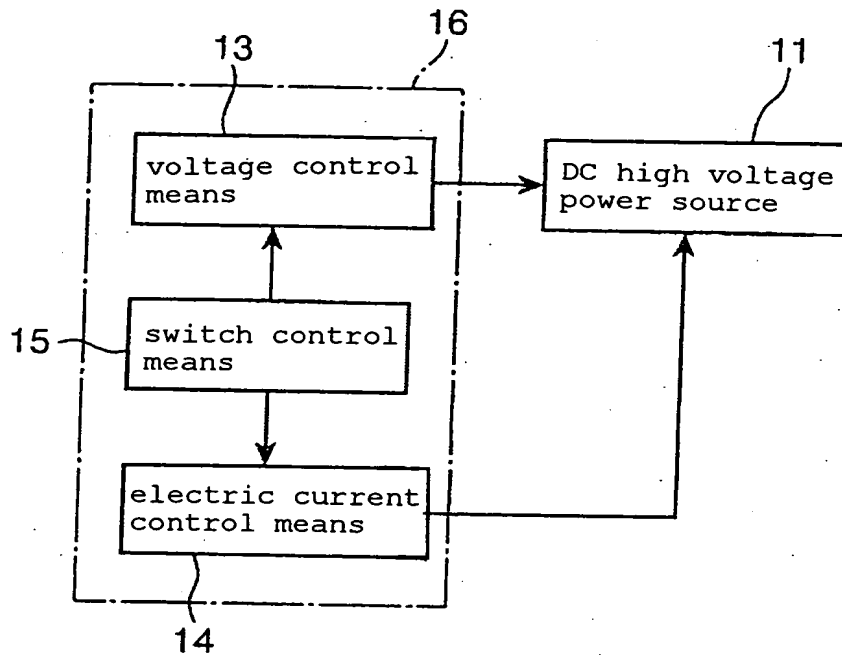 16
13
11
voltage control
means
DC high voltage
power source
15
switch control
means
electric current
control means
14